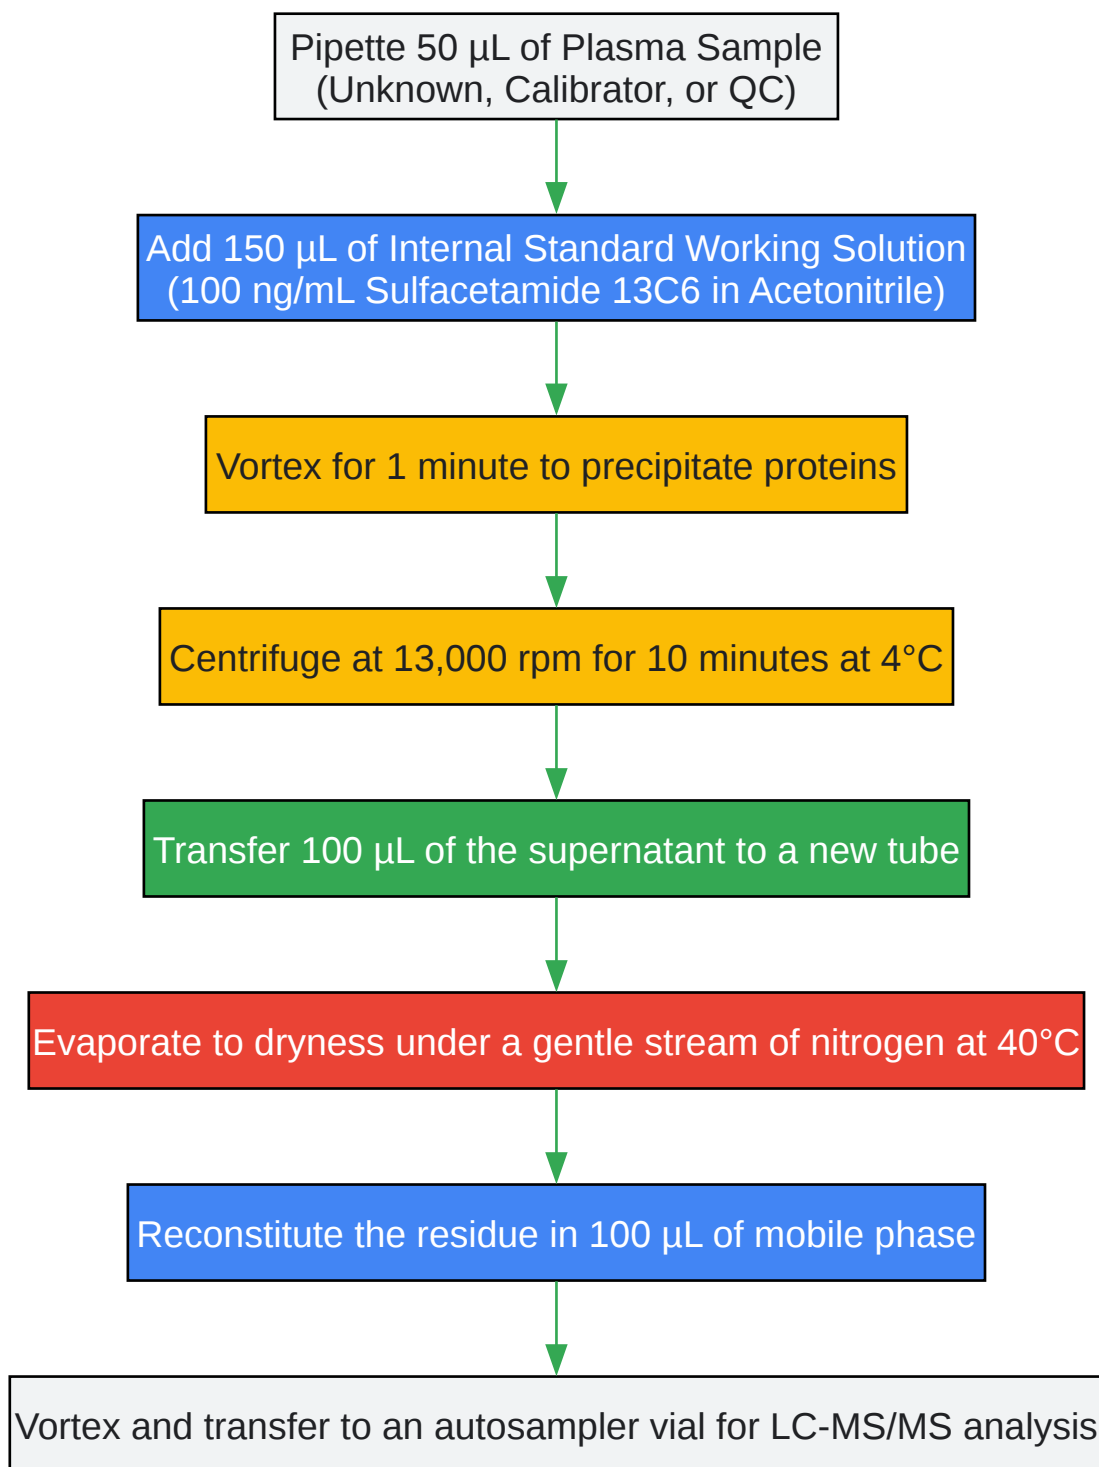 Pipette 50 µL of Plasma Sample
(Unknown, Calibrator, or QC)
Add 150 µL of Internal Standard Working Solution
(100 ng/mL Sulfacetamide 13C6 in Acetonitrile)
Vortex for 1 minute to precipitate proteins
Centrifuge at 13,000 rpm for 10 minutes at 4°C
Transfer 100 µL of the supernatant to a new tube
Evaporate to dryness under a gentle stream of nitrogen at 40°C
Reconstitute the residue in 100 µL of mobile phase
Vortex and transfer to an autosampler vial for LC-MS/MS analysis